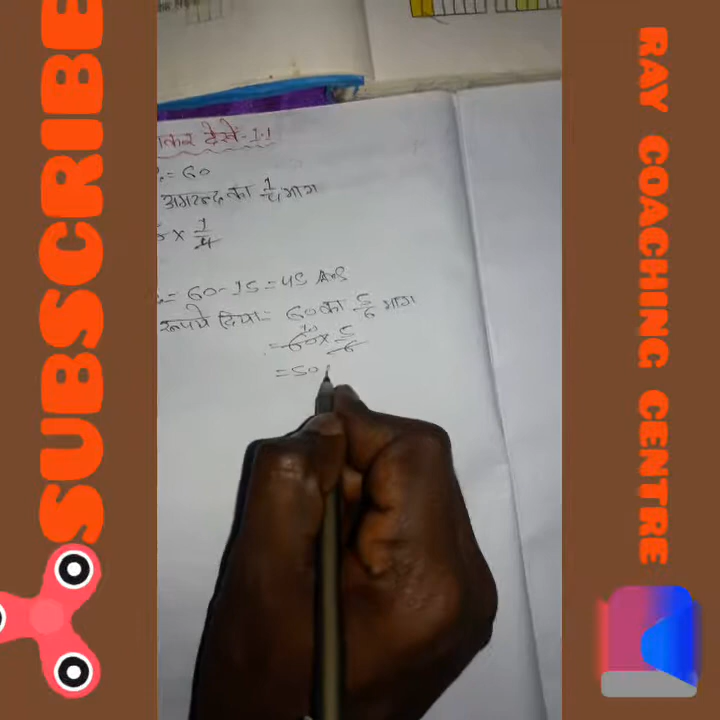 SUBSCRIBE
कर देखें-1.1
= 60
अमरूद का 1/4 भाग
× 1/4
= 60-15 = 45 Ans
रूपये दिया = 60 का 5/6 भाग
= 60 × 5/6
10
= 50
RAY COACHING CENTRE